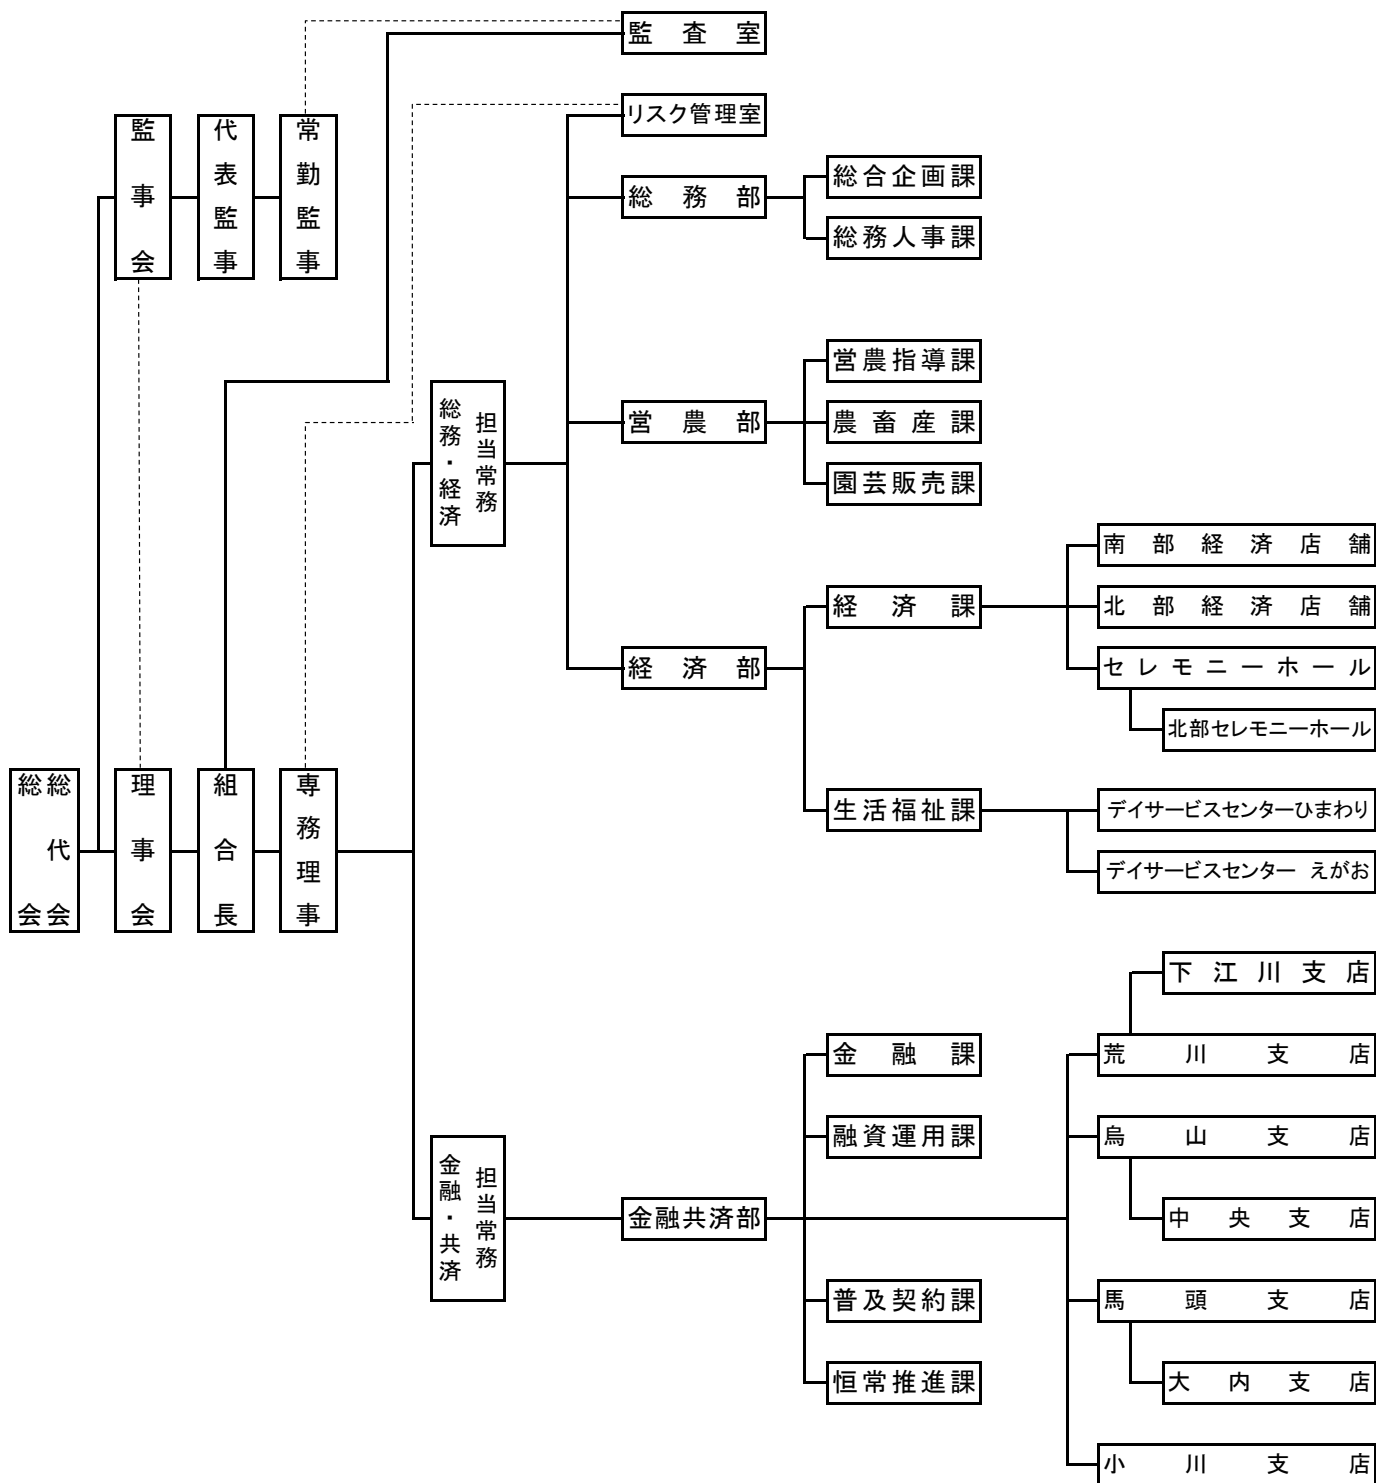 監査室
リスク管理室
監事会
代表監事
常勤監事
総務部
総合企画課
総務人事課
営農指導課
営農部
農畜産課
園芸販売課
総務・経済
担当常務
南部経済店舗
経済課
北部経済店舗
経済部
セレモニーホール
北部セレモニーホール
生活福祉課
デイサービスセンターひまわり
デイサービスセンター えがお
総会
総代会
理事会
組合長
専務理事
下江川支店
金融課
荒川支店
融資運用課
烏山支店
金融・共済
担当常務
金融共済部
中央支店
普及契約課
馬頭支店
恒常推進課
大内支店
小川支店